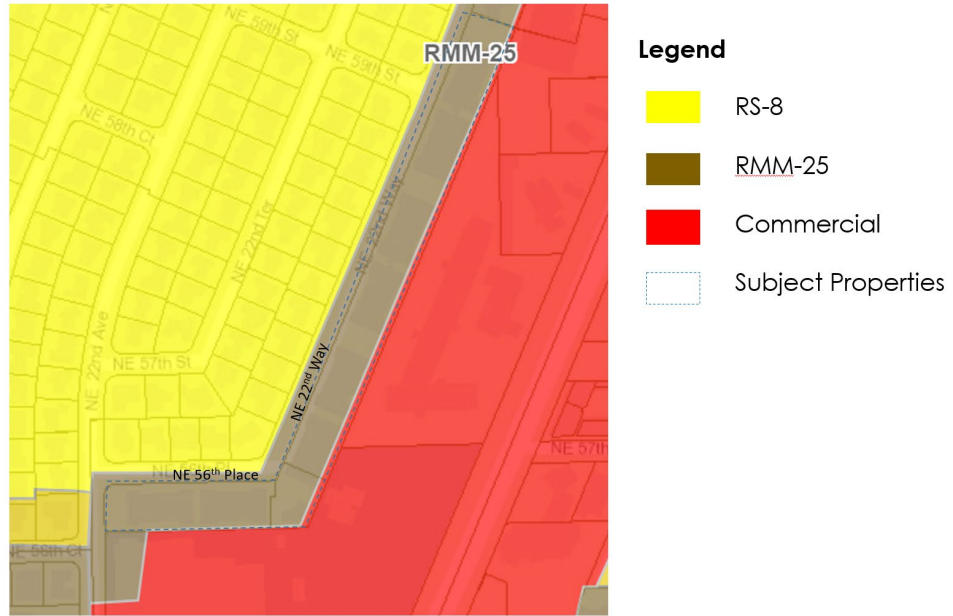 NE 59th St
NE 59th St
RMM-25
NE 58th Ct
NE 22nd Way
NE 22nd Ter
NE 22nd Ave
NE 57th St
NE 22nd Way
NE 57th
NE 56th Place
NE 56th Ct
Legend
RS-8
RMM-25
Commercial
Subject Properties